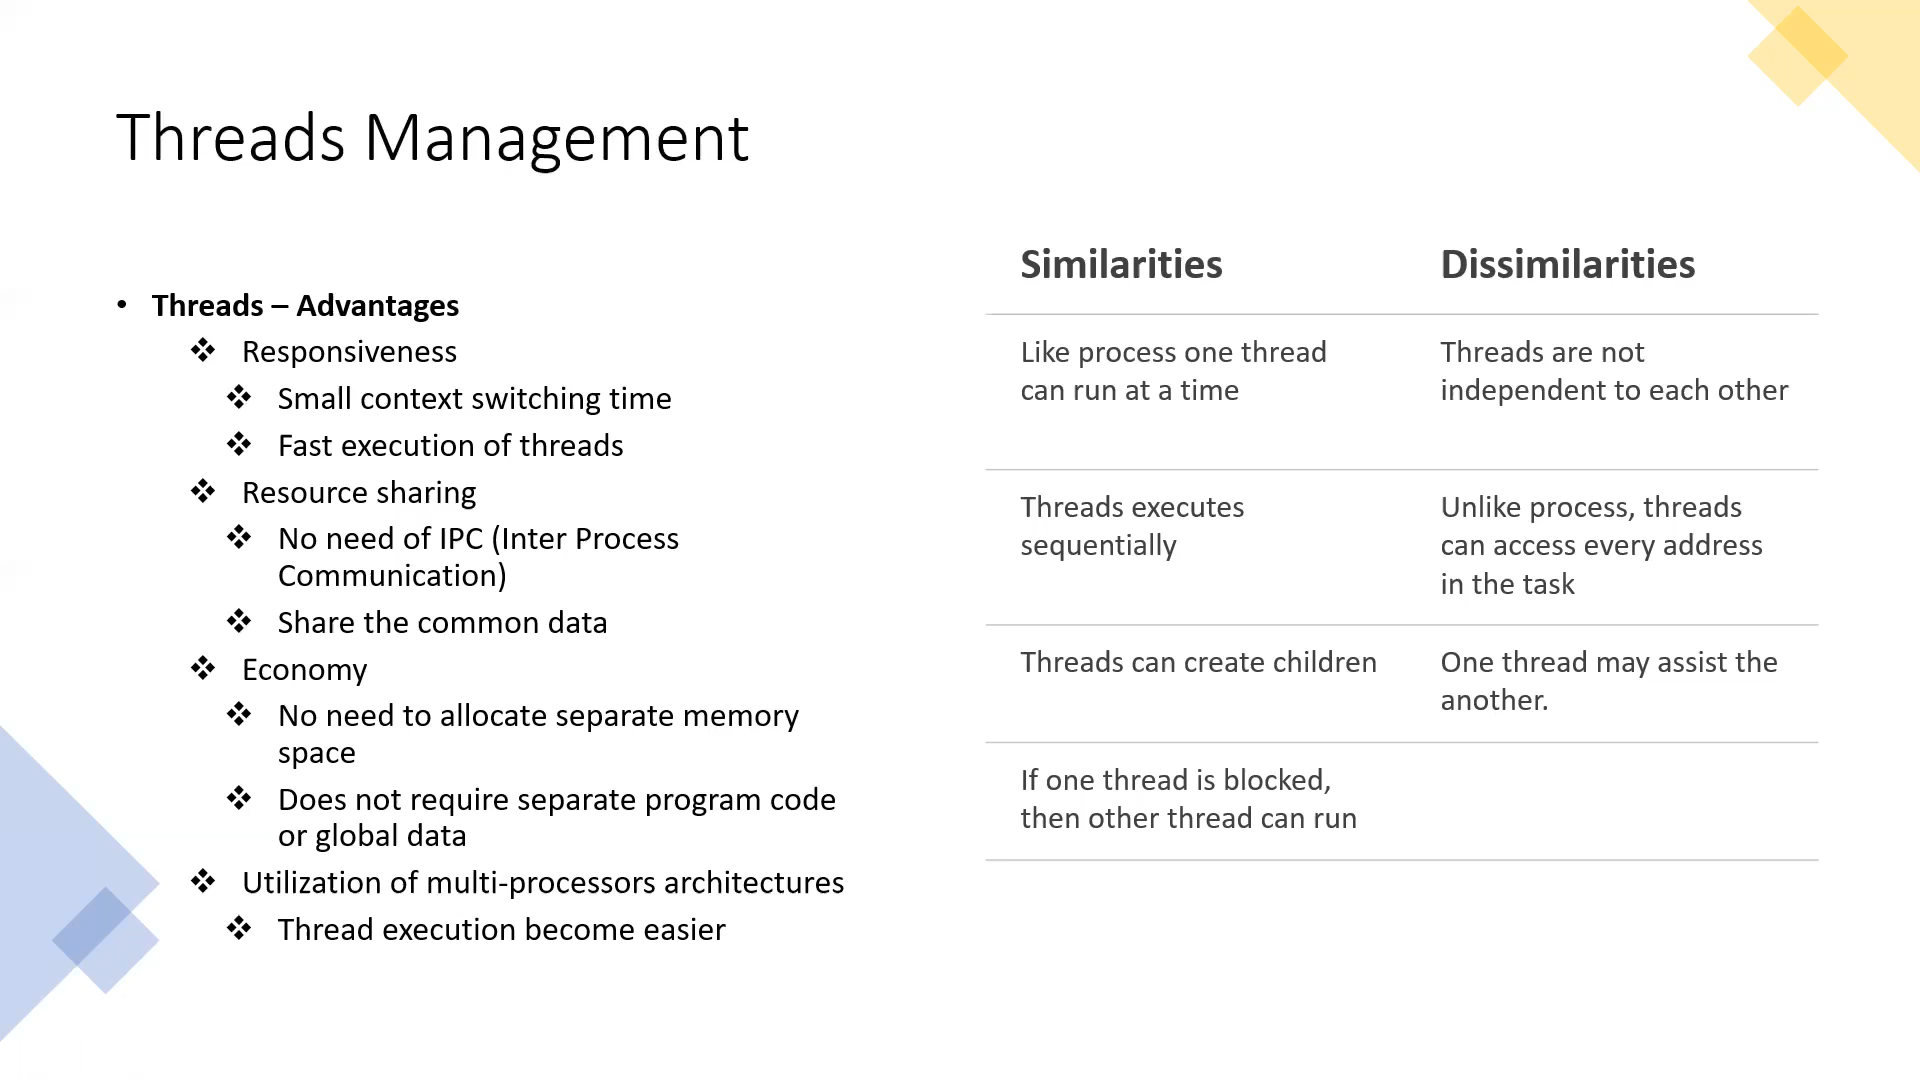 Threads Management
• Threads – Advantages
❖ Responsiveness
❖ Small context switching time
❖ Fast execution of threads
❖ Resource sharing
❖ No need of IPC (Inter Process
Communication)
❖ Share the common data
❖ Economy
❖ No need to allocate separate memory
space
❖ Does not require separate program code
or global data
❖ Utilization of multi-processors architectures
❖ Thread execution become easier
Similarities
Dissimilarities
Like process one thread
can run at a time
Threads are not
independent to each other
Threads executes
sequentially
Unlike process, threads
can access every address
in the task
Threads can create children
One thread may assist the
another.
If one thread is blocked,
then other thread can run